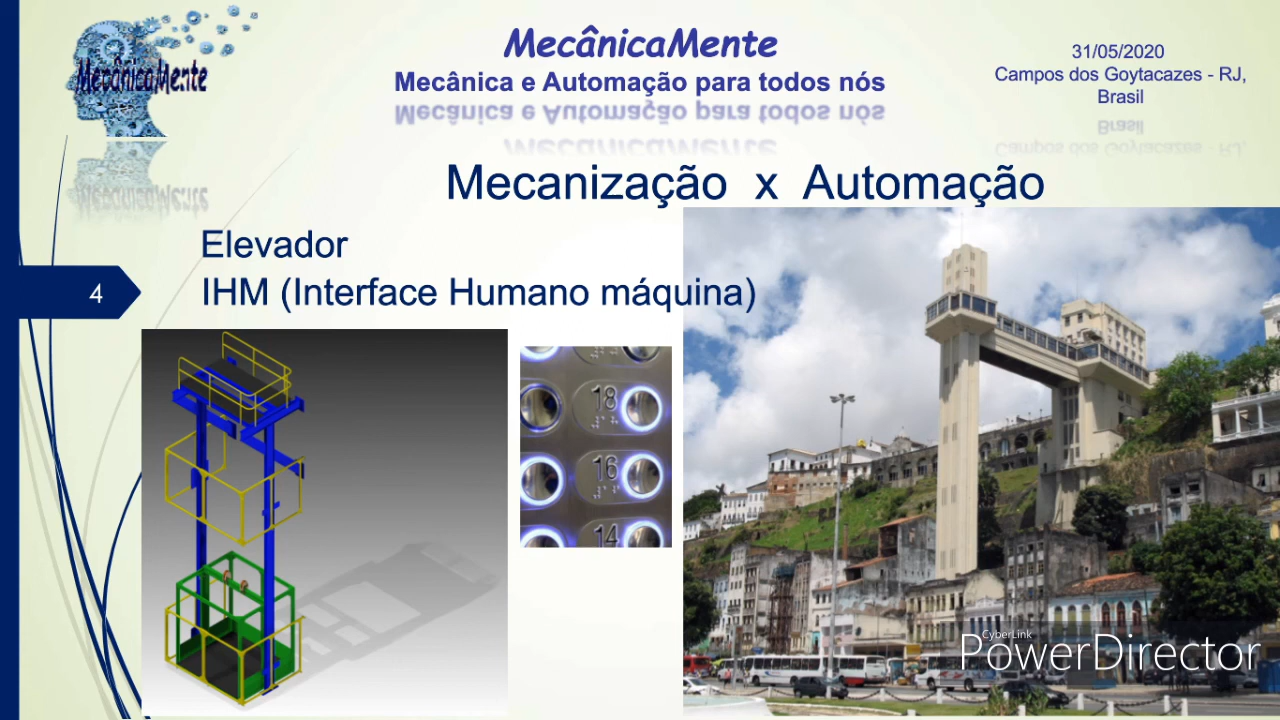 MecânicaMente
MecânicaMente
Mecânica e Automação para todos nós
31/05/2020
Campos dos Goytacazes - RJ,
Brasil
Mecanização x Automação
Elevador
IHM (Interface Humano máquina)
4
18
16
14
CyberLink
PowerDirector